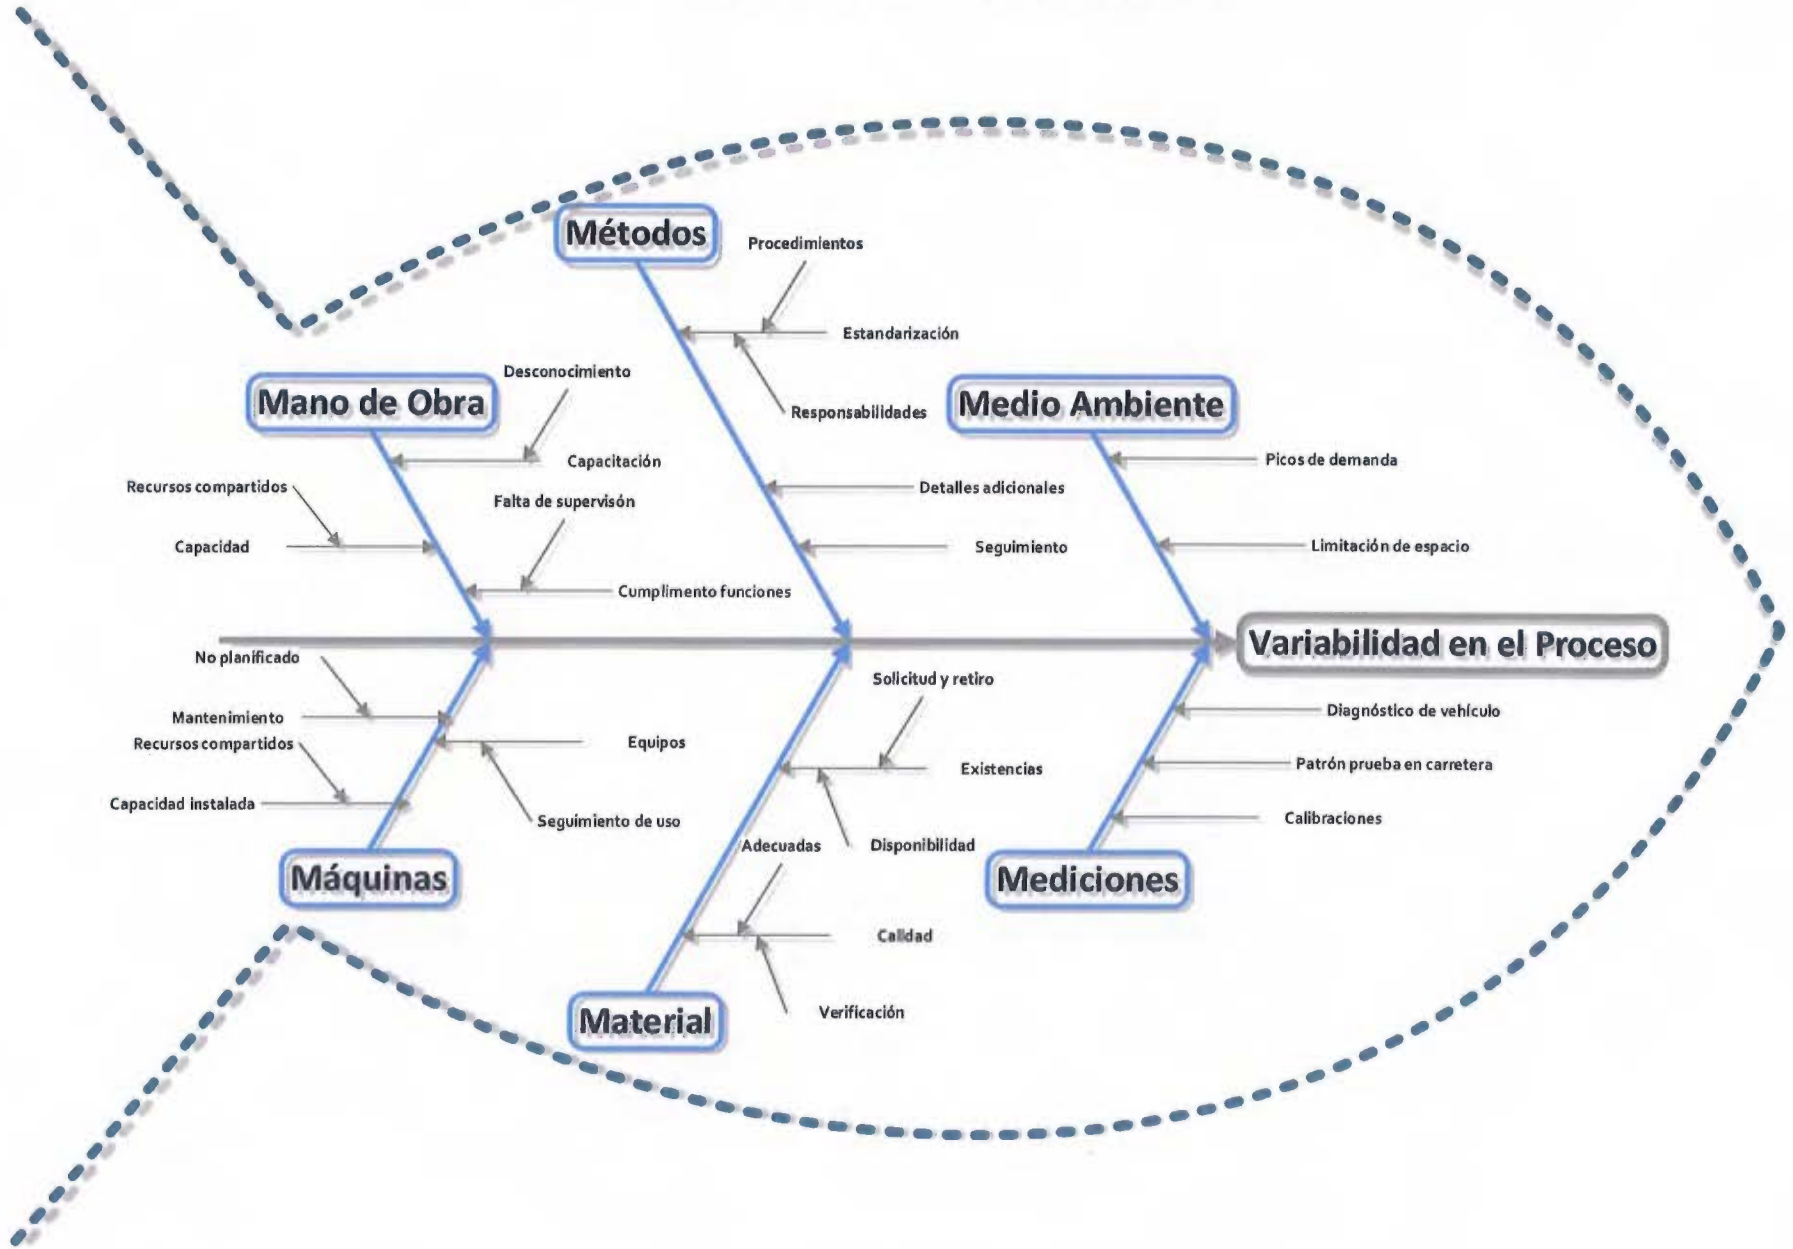 Métodos
Procedimientos
Estandarización
Responsabilidades
Detalles adicionales
Seguimiento
Mano de Obra
Desconocimiento
Capacitación
Recursos compartidos
Capacidad
Falta de supervisón
Cumplimento funciones
Medio Ambiente
Picos de demanda
Limitación de espacio
Variabilidad en el Proceso
No planificado
Mantenimiento
Recursos compartidos
Capacidad instalada
Equipos
Seguimiento de uso
Máquinas
Solicitud y retiro
Existencias
Disponibilidad
Adecuadas
Calidad
Verificación
Material
Diagnóstico de vehículo
Patrón prueba en carretera
Calibraciones
Mediciones